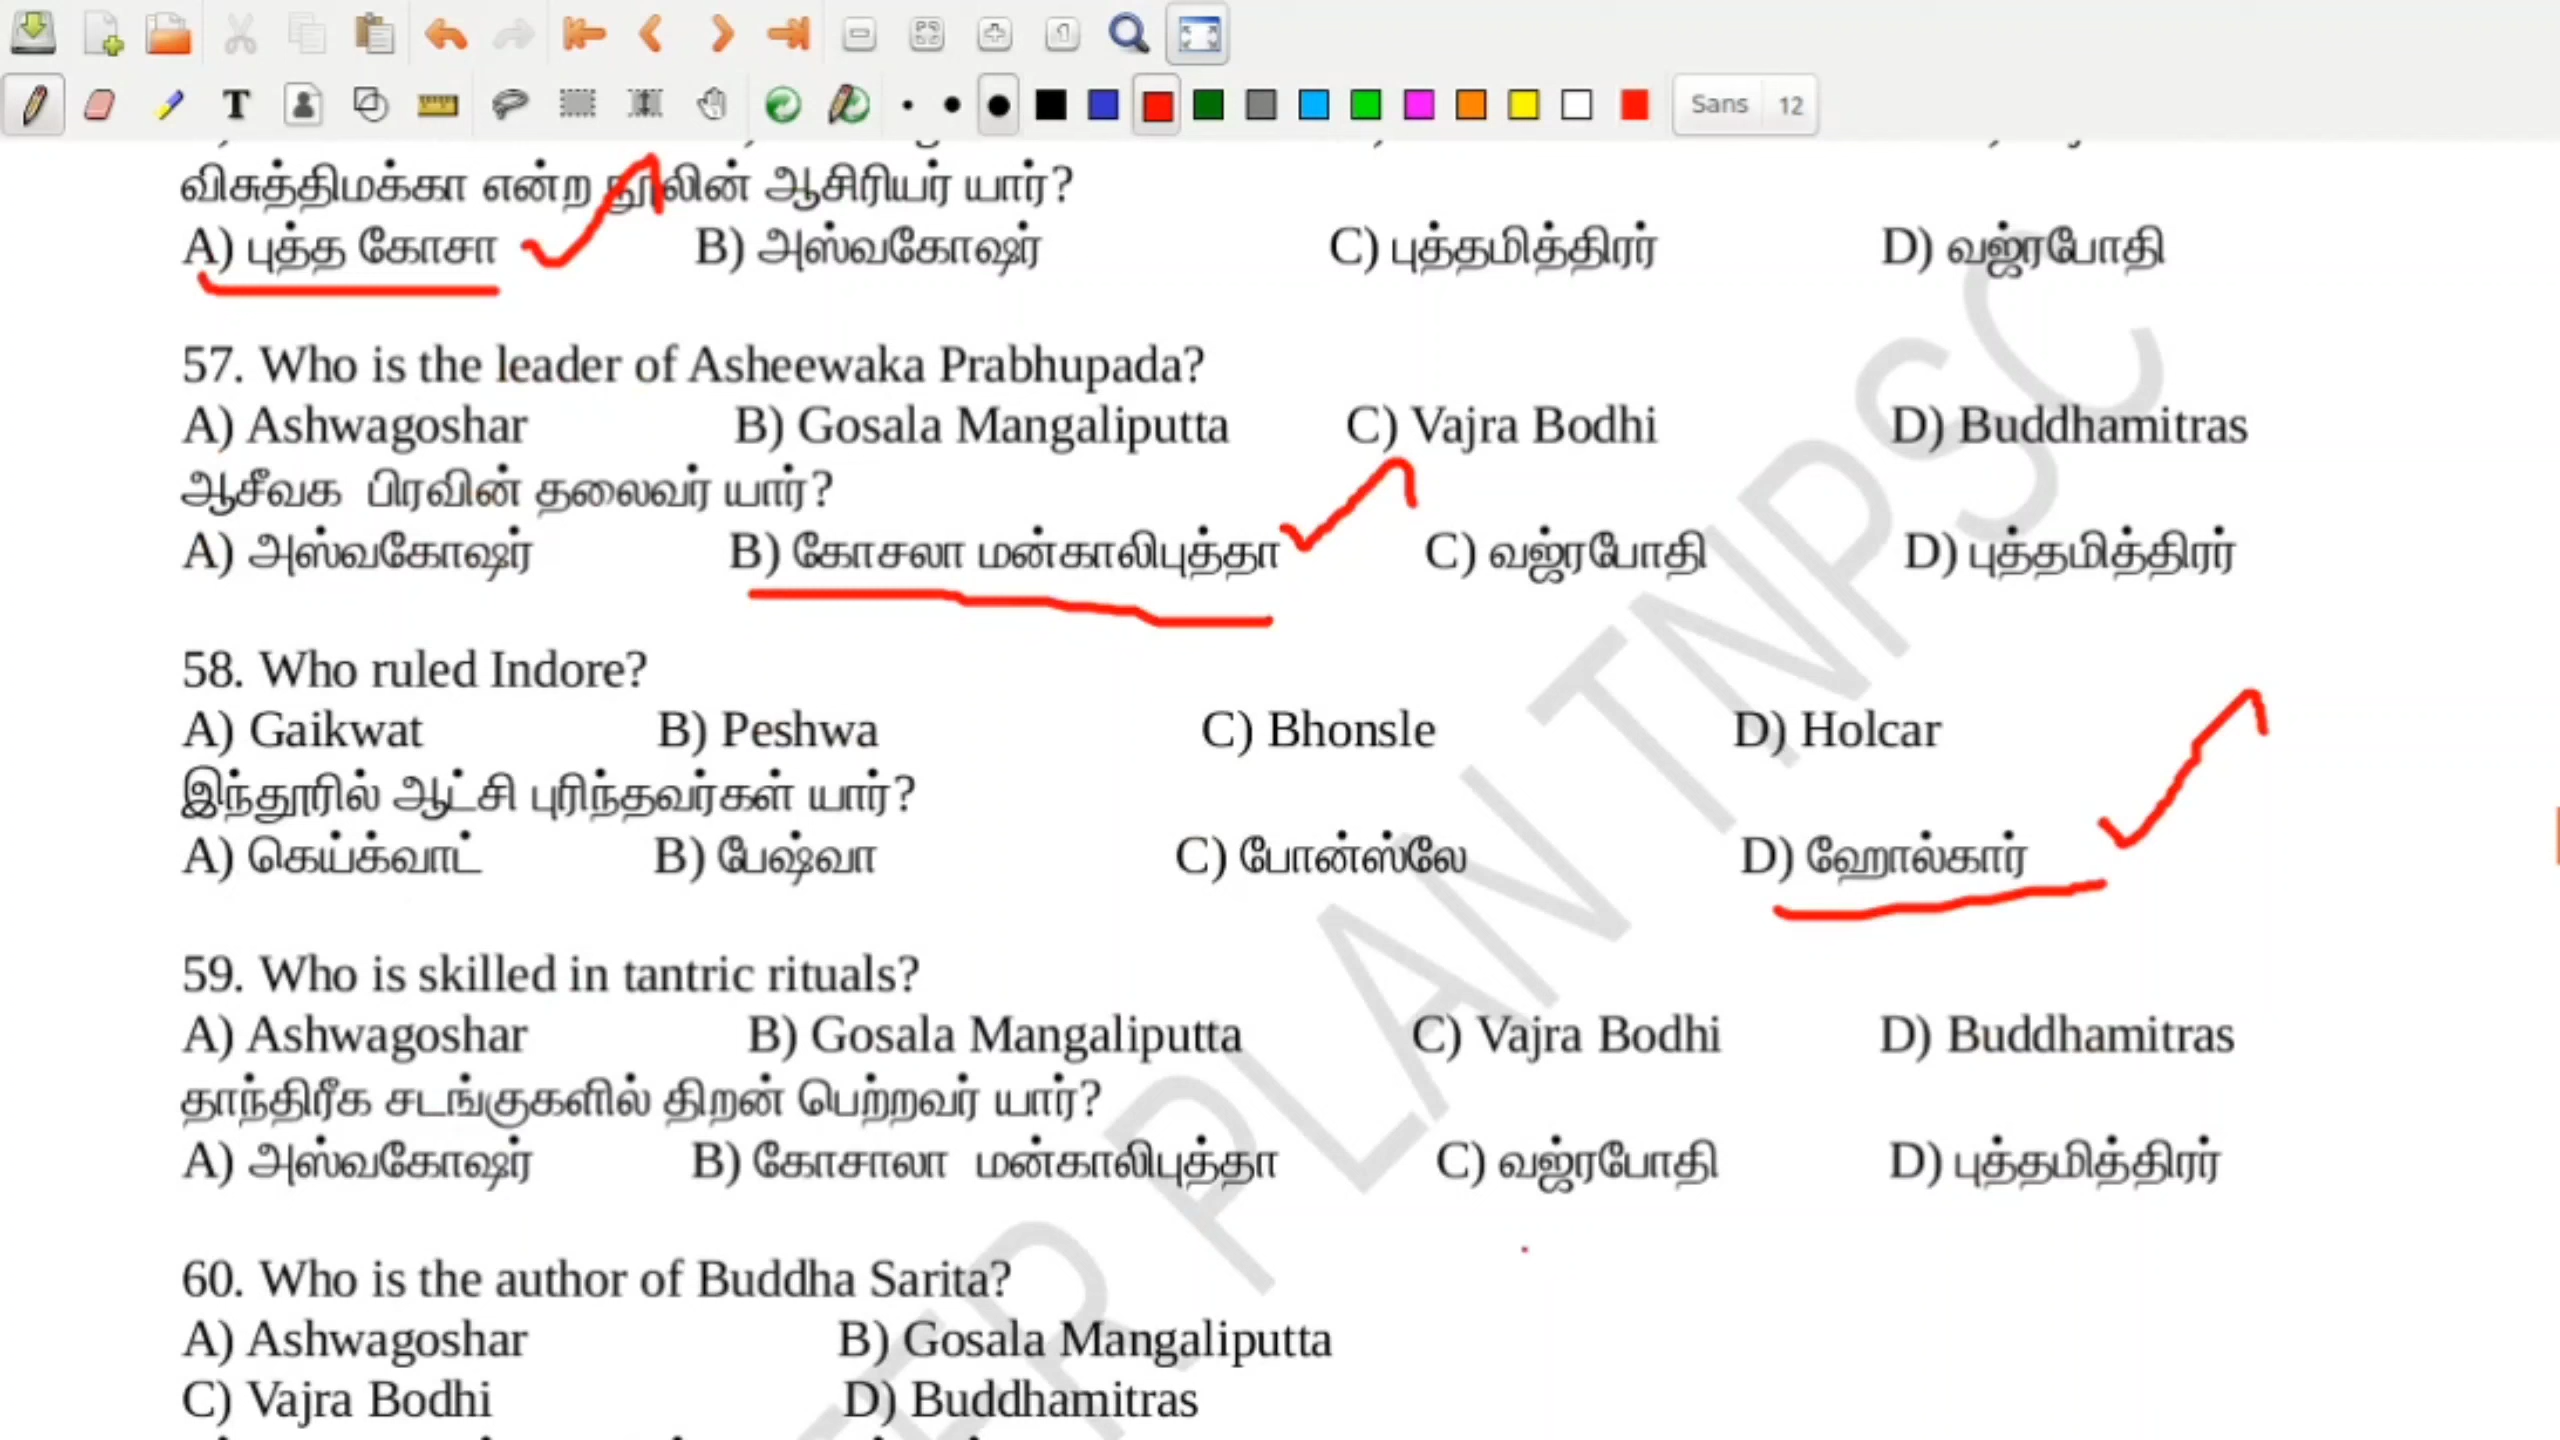 Sans 12
விசுத்திமக்கா என்ற நூலின் ஆசிரியர் யார்?
A) புத்த கோசா B) அஸ்வகோஷர் C) புத்தமித்திரர் D) வஜ்ரபோதி
57. Who is the leader of Asheewaka Prabhupada?
A) Ashwagoshar B) Gosala Mangaliputta C) Vajra Bodhi D) Buddhamitras
ஆசீவக பிரவின் தலைவர் யார்?
A) அஸ்வகோஷர் B) கோசலா மன்காலிபுத்தா C) வஜ்ரபோதி D) புத்தமித்திரர்
58. Who ruled Indore?
A) Gaikwat B) Peshwa C) Bhonsle D) Holcar
இந்தூரில் ஆட்சி புரிந்தவர்கள் யார்?
A) கெய்க்வாட் B) பேஷ்வா C) போன்ஸ்லே D) ஹோல்கார்
59. Who is skilled in tantric rituals?
A) Ashwagoshar B) Gosala Mangaliputta C) Vajra Bodhi D) Buddhamitras
தாந்திரீக சடங்குகளில் திறன் பெற்றவர் யார்?
A) அஸ்வகோஷர் B) கோசாலா மன்காலிபுத்தா C) வஜ்ரபோதி D) புத்தமித்திரர்
60. Who is the author of Buddha Sarita?
A) Ashwagoshar B) Gosala Mangaliputta
C) Vajra Bodhi D) Buddhamitras
PLAN TNPSC